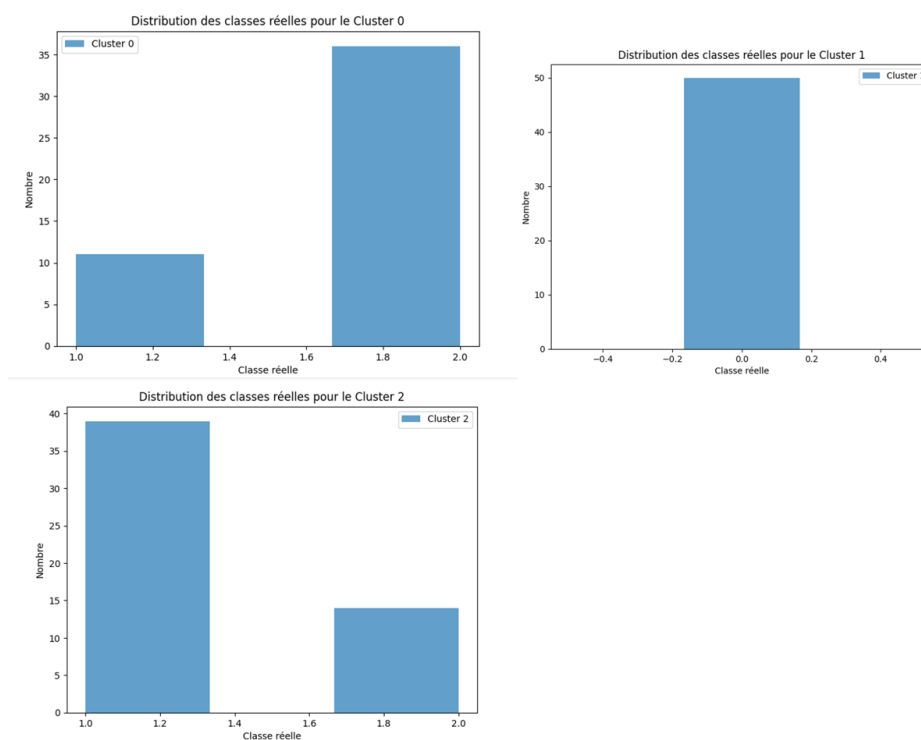 Distribution des classes réelles pour le Cluster 0
Cluster 0
35
30
25
20
15
10
5
0
Nombre
1.0 1.2 1.4 1.6 1.8 2.0
Classe réelle
Distribution des classes réelles pour le Cluster 1
Cluster
50
40
30
20
10
0
Nombre
−0.4 −0.2 0.0 0.2 0.4
Classe réelle
Distribution des classes réelles pour le Cluster 2
Cluster 2
40
35
30
25
20
15
10
5
0
Nombre
1.0 1.2 1.4 1.6 1.8 2.0
Classe réelle